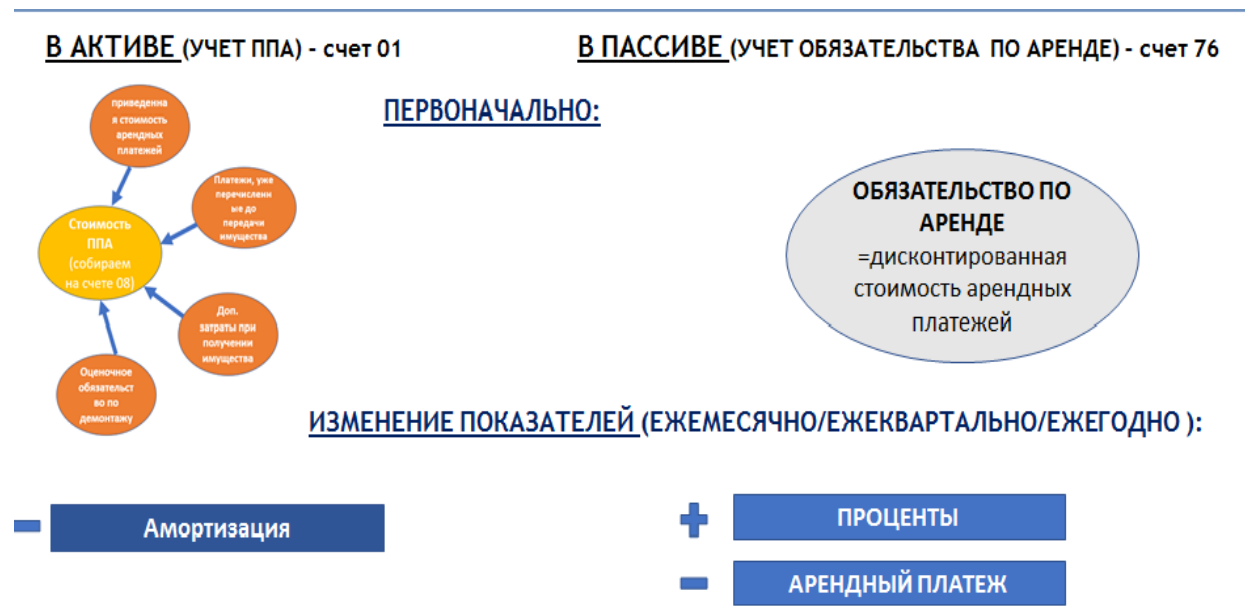 В АКТИВЕ (УЧЕТ ППА) - счет 01
В ПАССИВЕ (УЧЕТ ОБЯЗАТЕЛЬСТВА ПО АРЕНДЕ) - счет 76
ПЕРВОНАЧАЛЬНО:
приведенна
я стоимость
арендных
платежей
Платежи, уже
перечисленн
ые до
передачи
имущества
Стоимость
ППА
(собираем
на счете 08)
Доп.
затраты при
получении
имущества
Оценочное
обязательст
во по
демонтажу
ОБЯЗАТЕЛЬСТВО ПО
АРЕНДЕ
=дисконтированная
стоимость арендных
платежей
ИЗМЕНЕНИЕ ПОКАЗАТЕЛЕЙ (ЕЖЕМЕСЯЧНО/ЕЖЕКВАРТАЛЬНО/ЕЖЕГОДНО ):
Амортизация
ПРОЦЕНТЫ
АРЕНДНЫЙ ПЛАТЕЖ